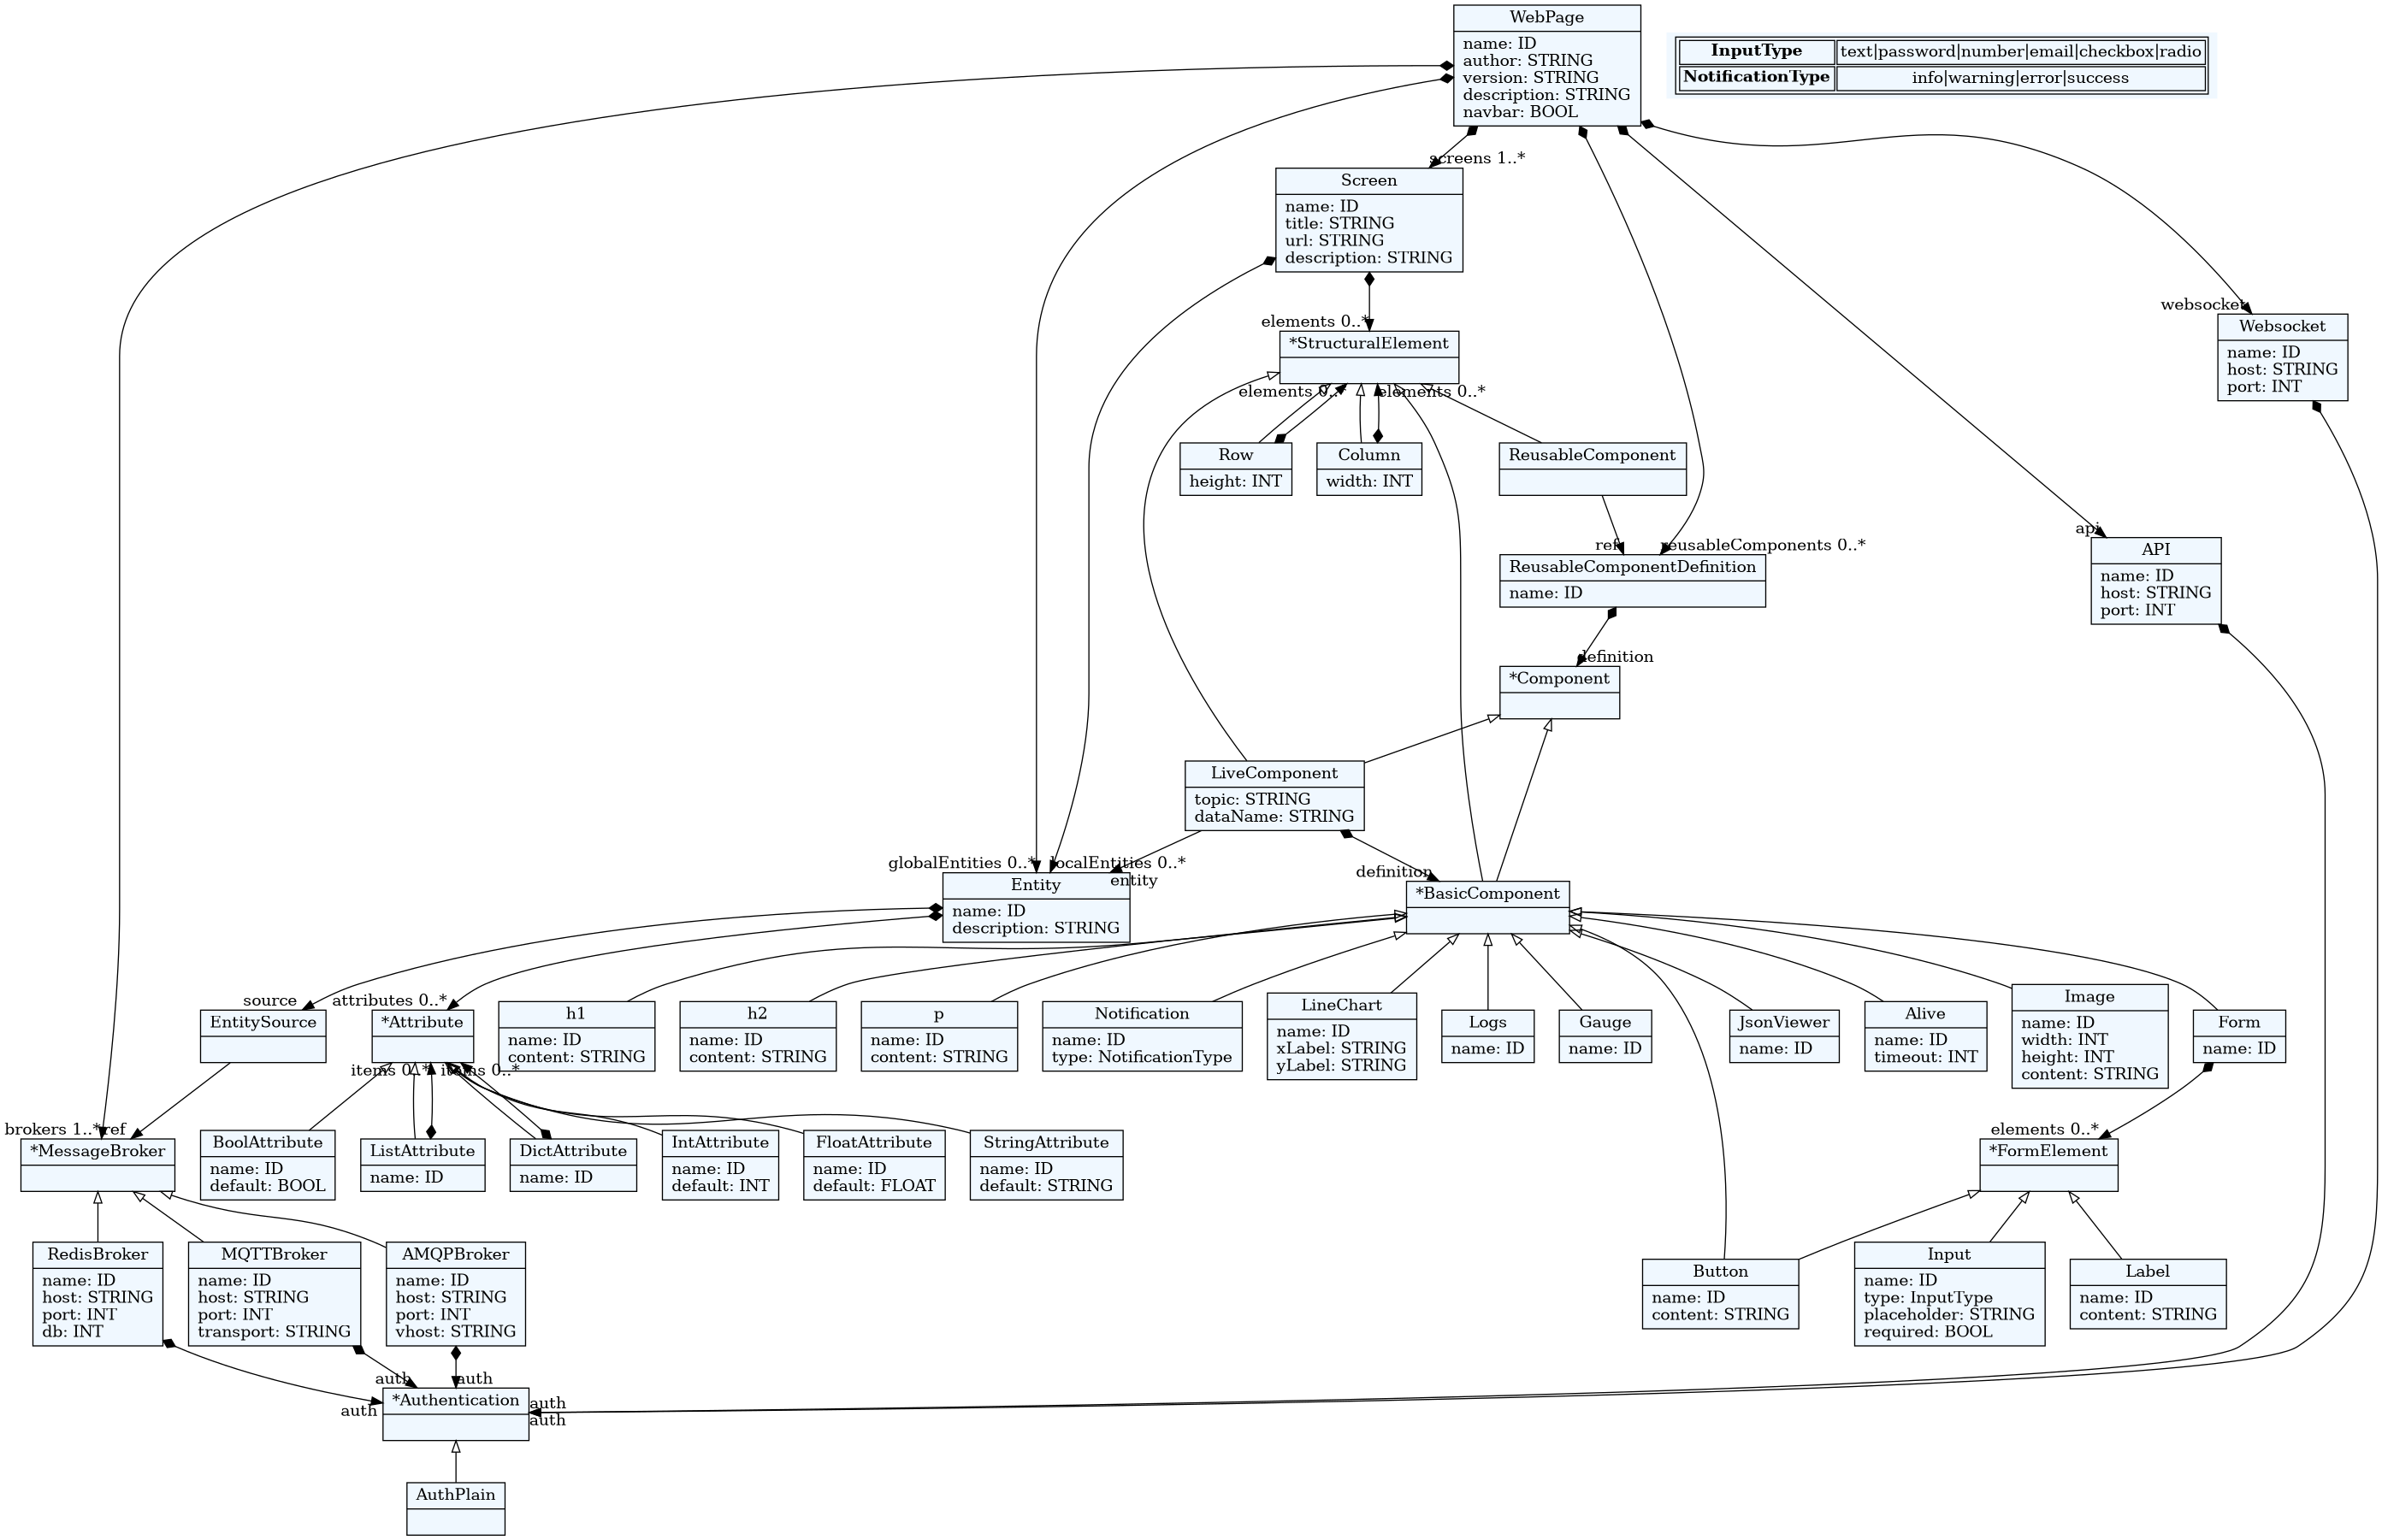 WebPage
name: ID
author: STRING
version: STRING
description: STRING
navbar: BOOL
InputType text|password|number|email|checkbox|radio
NotificationType info|warning|error|success
screens 1..*
Screen
name: ID
title: STRING
url: STRING
description: STRING
websocket
Websocket
name: ID
host: STRING
port: INT
elements 0..*
*StructuralElement
elements 0..*
elements 0..*
Row
height: INT
Column
width: INT
ReusableComponent
ref
reusableComponents 0..*
ReusableComponentDefinition
name: ID
api
API
name: ID
host: STRING
port: INT
definition
*Component
LiveComponent
topic: STRING
dataName: STRING
globalEntities 0..*
localEntities 0..*
entity
Entity
name: ID
description: STRING
definition
*BasicComponent
source
EntitySource
attributes 0..*
*Attribute
items 0..*
items 0..*
h1
name: ID
content: STRING
h2
name: ID
content: STRING
p
name: ID
content: STRING
Notification
name: ID
type: NotificationType
LineChart
name: ID
xLabel: STRING
yLabel: STRING
Logs
name: ID
Gauge
name: ID
JsonViewer
name: ID
Alive
name: ID
timeout: INT
Image
name: ID
width: INT
height: INT
content: STRING
Form
name: ID
brokers 1..*
ref
*MessageBroker
BoolAttribute
name: ID
default: BOOL
ListAttribute
name: ID
DictAttribute
name: ID
IntAttribute
name: ID
default: INT
FloatAttribute
name: ID
default: FLOAT
StringAttribute
name: ID
default: STRING
elements 0..*
*FormElement
RedisBroker
name: ID
host: STRING
port: INT
db: INT
MQTTBroker
name: ID
host: STRING
port: INT
transport: STRING
AMQPBroker
name: ID
host: STRING
port: INT
vhost: STRING
Button
name: ID
content: STRING
Input
name: ID
type: InputType
placeholder: STRING
required: BOOL
Label
name: ID
content: STRING
auth
auth
auth
auth
auth
*Authentication
AuthPlain